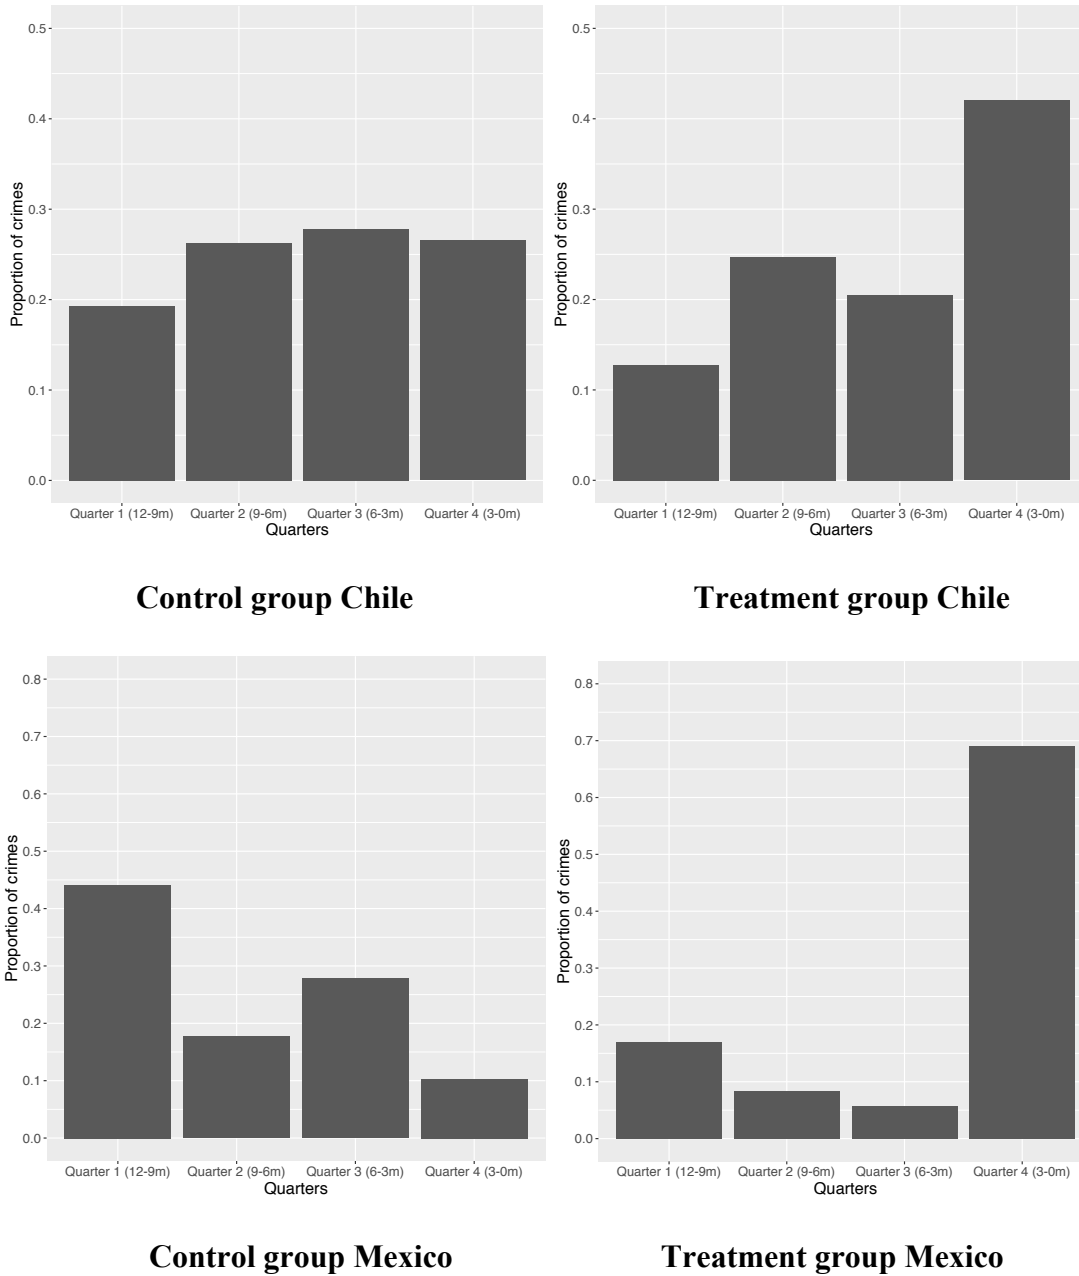 0.5
0.4
0.3
0.2
0.1
0.0
Proportion of crimes
Quarter 1 (12-9m) Quarter 2 (9-6m) Quarter 3 (6-3m) Quarter 4 (3-0m)
Quarters
Control group Chile
0.5
0.4
0.3
0.2
0.1
0.0
Proportion of crimes
Quarter 1 (12-9m) Quarter 2 (9-6m) Quarter 3 (6-3m) Quarter 4 (3-0m)
Quarters
Treatment group Chile
0.8
0.7
0.6
0.5
0.4
0.3
0.2
0.1
0.0
Proportion of crimes
Quarter 1 (12-9m) Quarter 2 (9-6m) Quarter 3 (6-3m) Quarter 4 (3-0m)
Quarters
Control group Mexico
0.8
0.7
0.6
0.5
0.4
0.3
0.2
0.1
0.0
Proportion of crimes
Quarter 1 (12-9m) Quarter 2 (9-6m) Quarter 3 (6-3m) Quarter 4 (3-0m)
Quarters
Treatment group Mexico